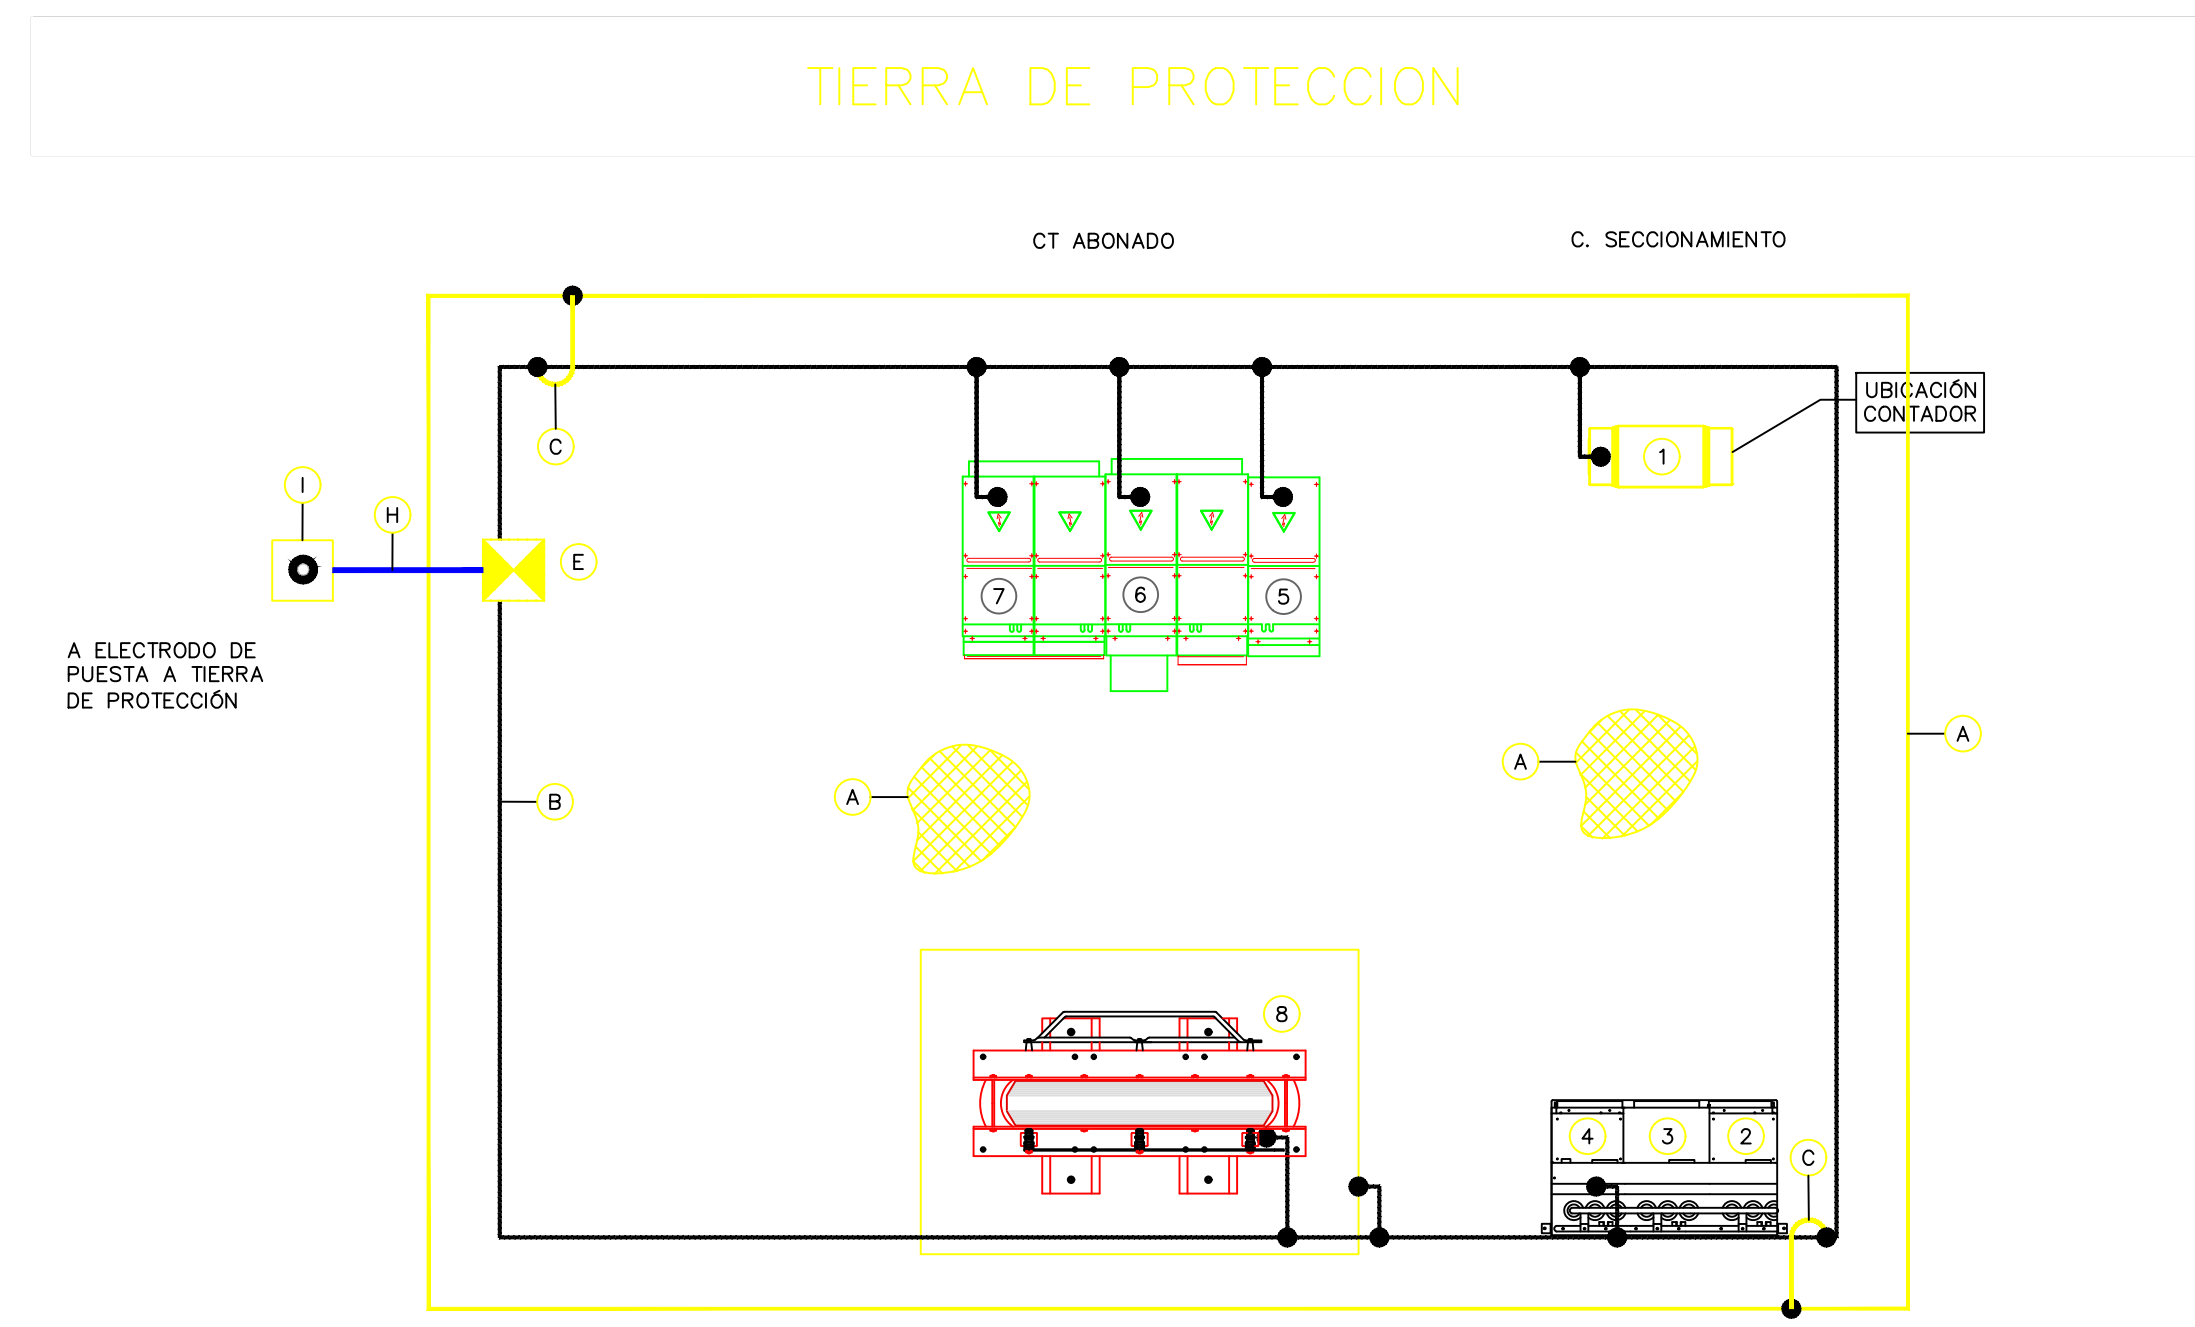 TIERRA DE PROTECCION
CT ABONADO
C. SECCIONAMIENTO
UBICACIÓN
CONTADOR
C
1
I
H
E
7
6
5
A ELECTRODO DE
PUESTA A TIERRA
DE PROTECCIÓN
A
A
A
B
8
4
3
2
C